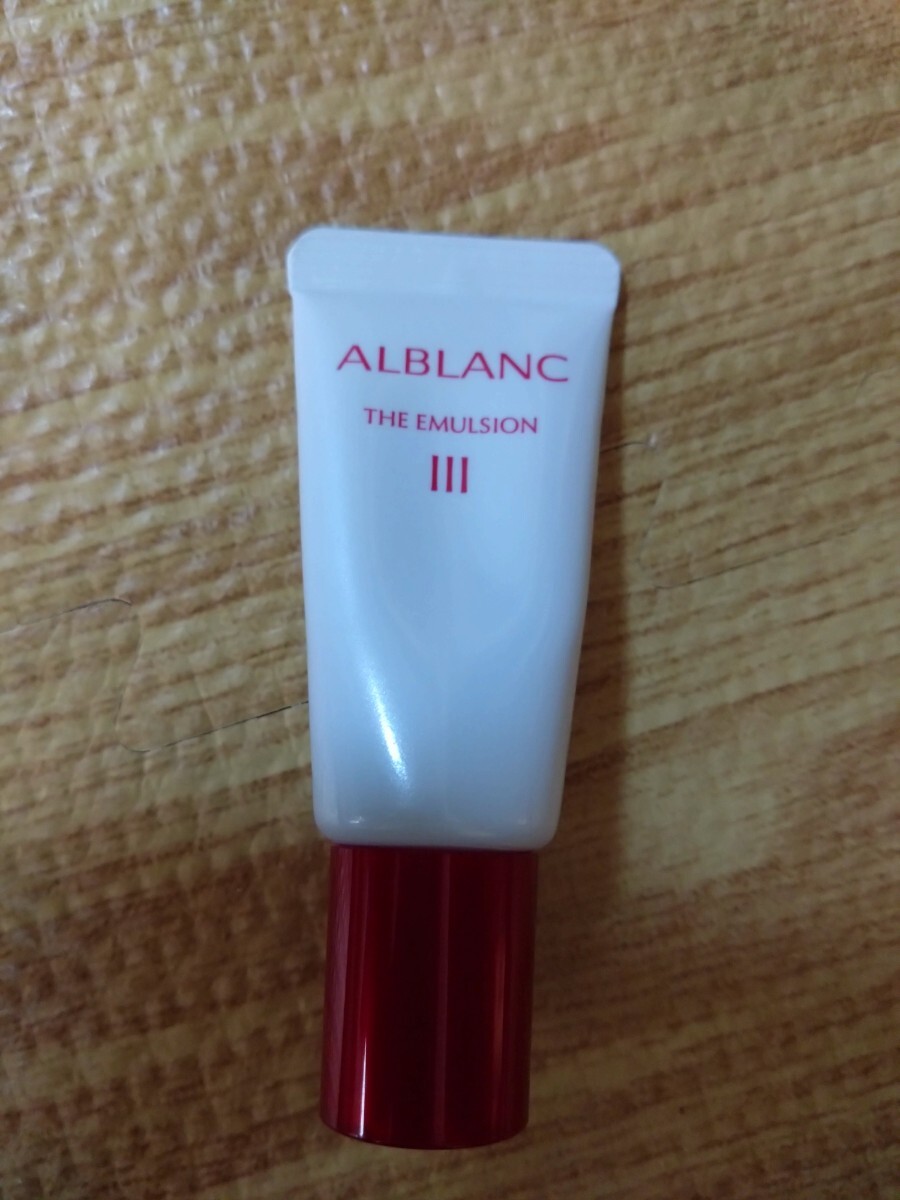 ALBLANC
THE EMULSION
III